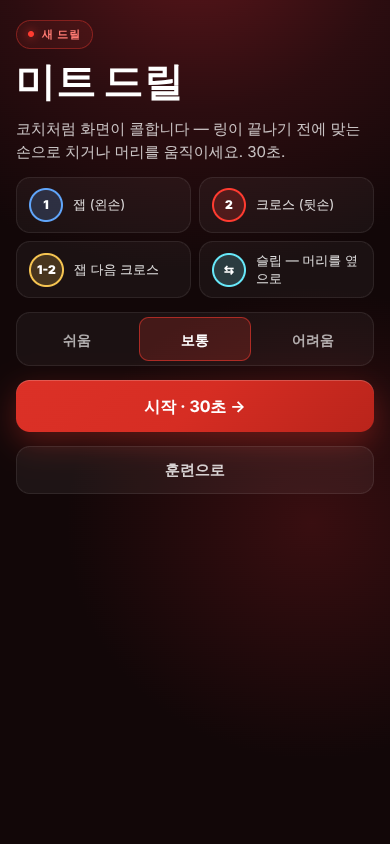 새 드릴
미트 드릴
코치처럼 화면이 콜합니다 — 링이 끝나기 전에 맞는
손으로 치거나 머리를 움직이세요. 30초.
1 잽 (왼손)
2 크로스 (뒷손)
1-2 잽 다음 크로스
⇆ 슬립 — 머리를 옆
으로
쉬움 보통 어려움
시작 · 30초 →
훈련으로